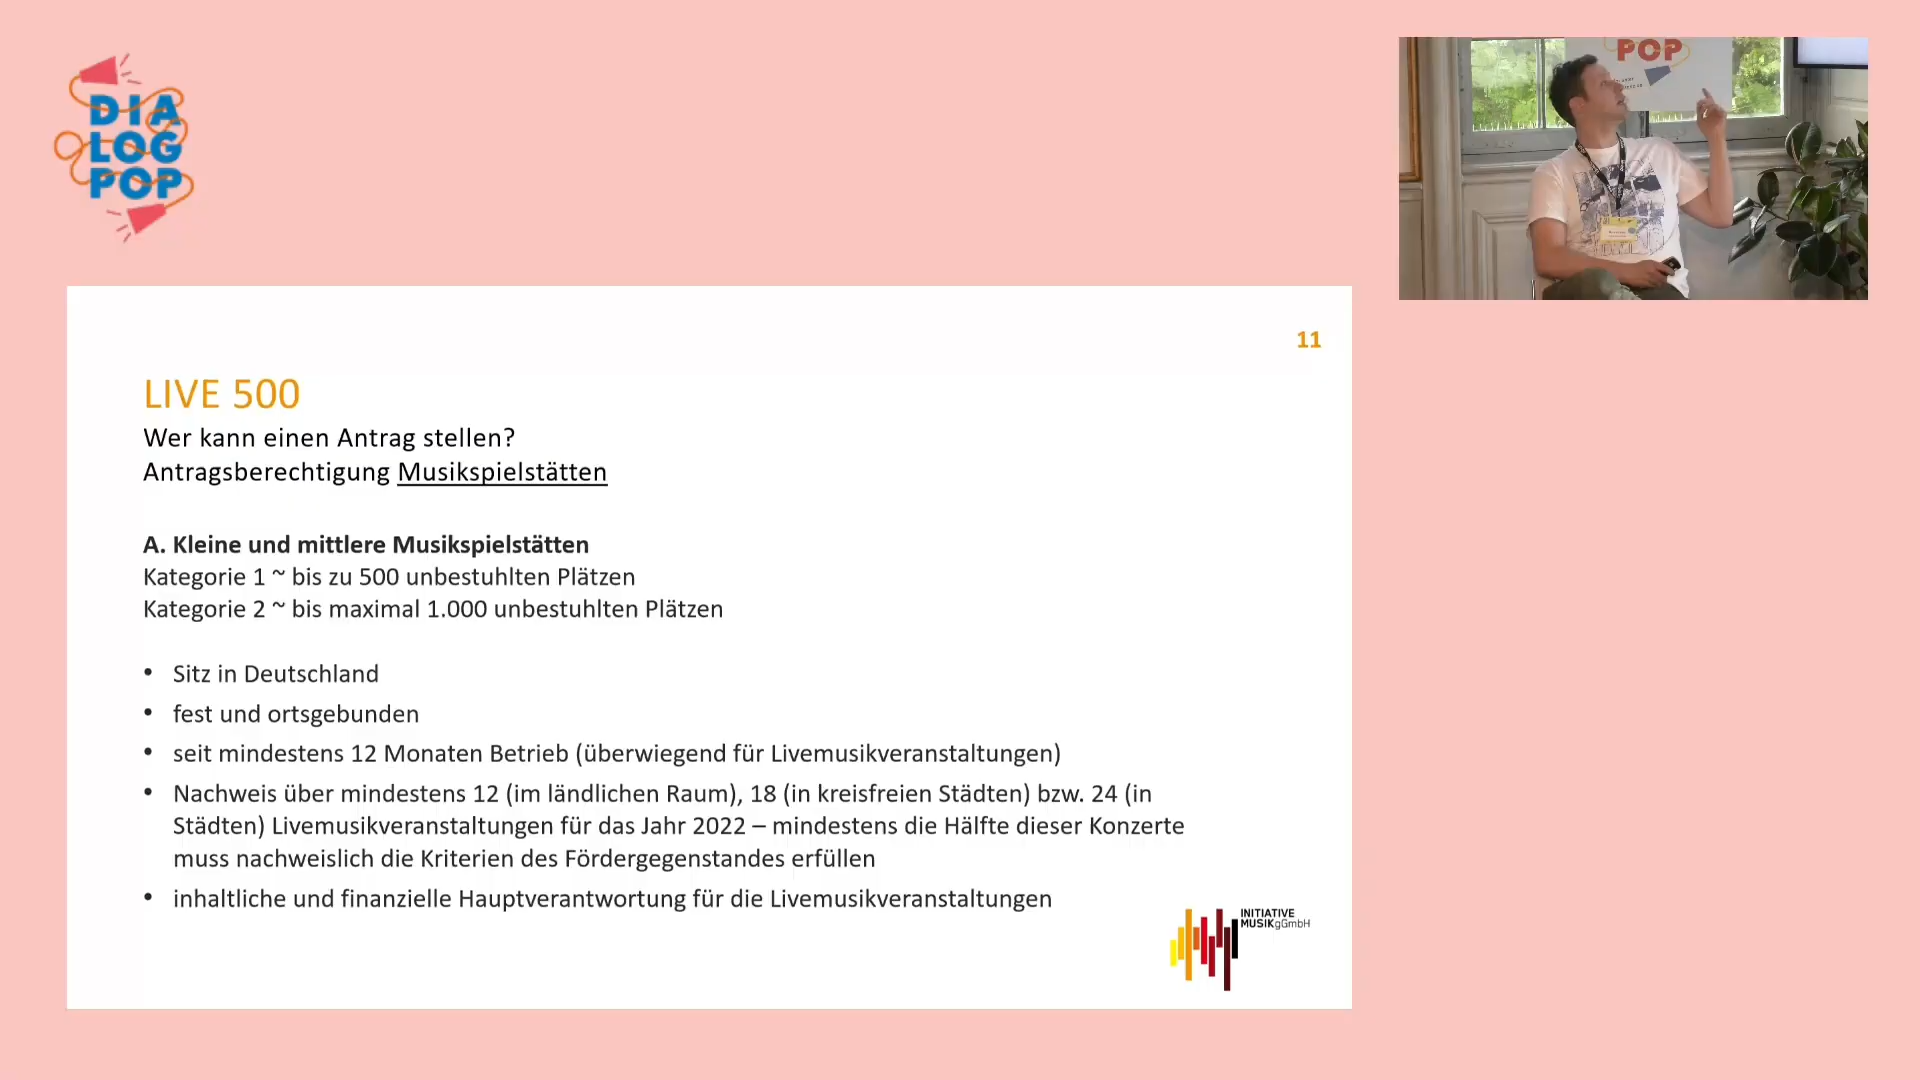 DIA
LOG
POP
POP
11
LIVE 500
Wer kann einen Antrag stellen?
Antragsberechtigung Musikspielstätten
A. Kleine und mittlere Musikspielstätten
Kategorie 1 ~ bis zu 500 unbestuhlten Plätzen
Kategorie 2 ~ bis maximal 1.000 unbestuhlten Plätzen
• Sitz in Deutschland
• fest und ortsgebunden
• seit mindestens 12 Monaten Betrieb (überwiegend für Livemusikveranstaltungen)
• Nachweis über mindestens 12 (im ländlichen Raum), 18 (in kreisfreien Städten) bzw. 24 (in
Städten) Livemusikveranstaltungen für das Jahr 2022 – mindestens die Hälfte dieser Konzerte
muss nachweislich die Kriterien des Fördergegenstandes erfüllen
• inhaltliche und finanzielle Hauptverantwortung für die Livemusikveranstaltungen
INITIATIVE
MUSIKgGmbH